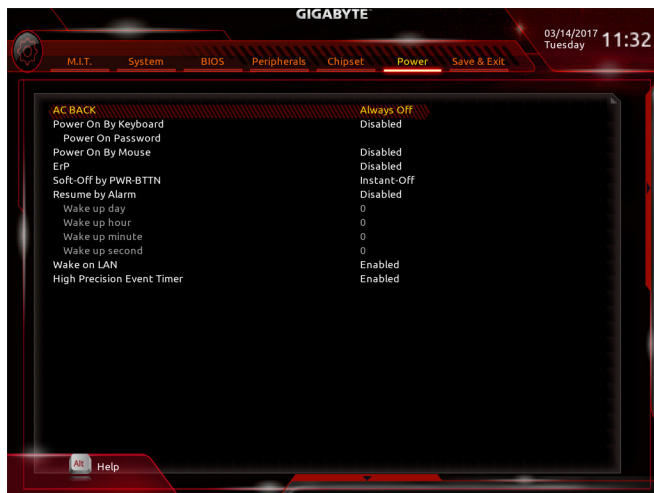 GIGABYTE™
03/14/2017 11:32
Tuesday
M.I.T. System BIOS Peripherals Chipset Power Save & Exit
AC BACK Always Off
Power On By Keyboard Disabled
Power On Password
Power On By Mouse Disabled
ErP Disabled
Soft-Off by PWR-BTTN Instant-Off
Resume by Alarm Disabled
Wake up day 0
Wake up hour 0
Wake up minute 0
Wake up second 0
Wake on LAN Enabled
High Precision Event Timer Enabled
Alt Help